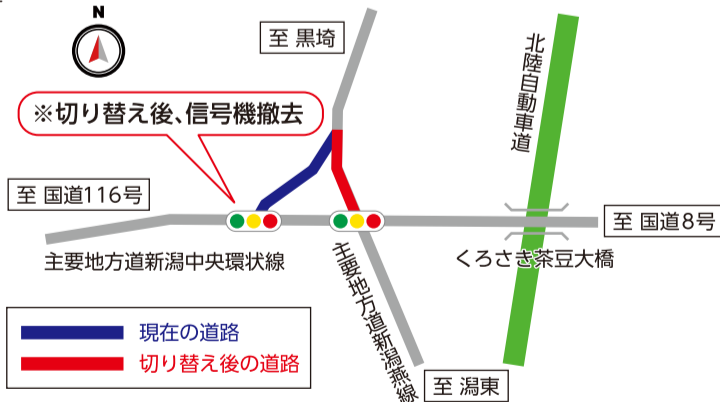 N
至 黒埼
北陸自動車道
※切り替え後、信号機撤去
至 国道116号
至 国道8号
主要地方道新潟中央環状線
くろさき茶豆大橋
主要地方道新潟燕線
現在の道路
切り替え後の道路
至 潟東